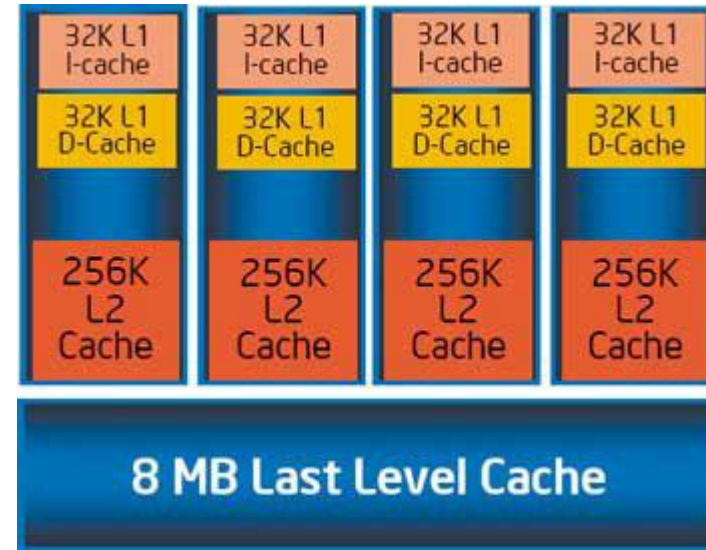 32K L1
I-cache
32K L1
I-cache
32K L1
I-cache
32K L1
I-cache
32K L1
D-Cache
32K L1
D-Cache
32K L1
D-Cache
32K L1
D-Cache
256K
L2
Cache
256K
L2
Cache
256K
L2
Cache
256K
L2
Cache
8 MB Last Level Cache